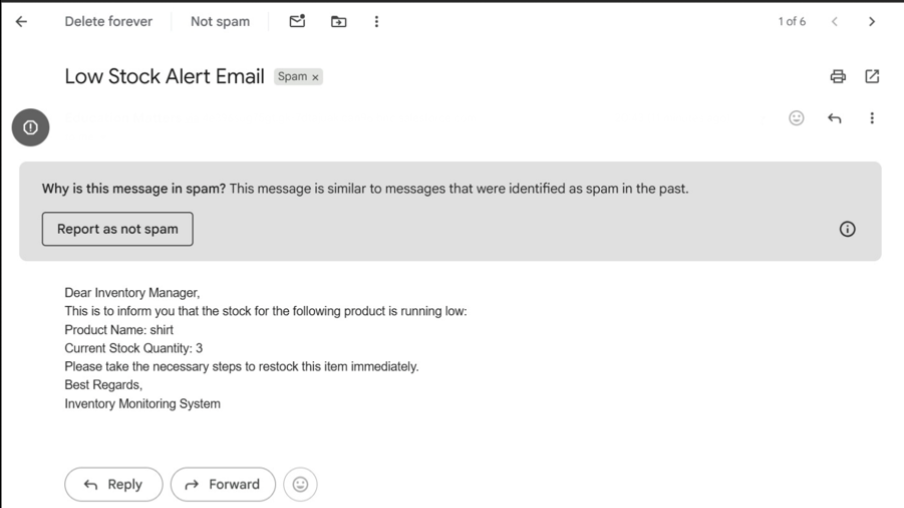 Delete forever Not spam 1 of 6
Low Stock Alert Email Spam x
Why is this message in spam? This message is similar to messages that were identified as spam in the past.
Report as not spam
Dear Inventory Manager,
This is to inform you that the stock for the following product is running low:
Product Name: shirt
Current Stock Quantity: 3
Please take the necessary steps to restock this item immediately.
Best Regards,
Inventory Monitoring System
Reply Forward